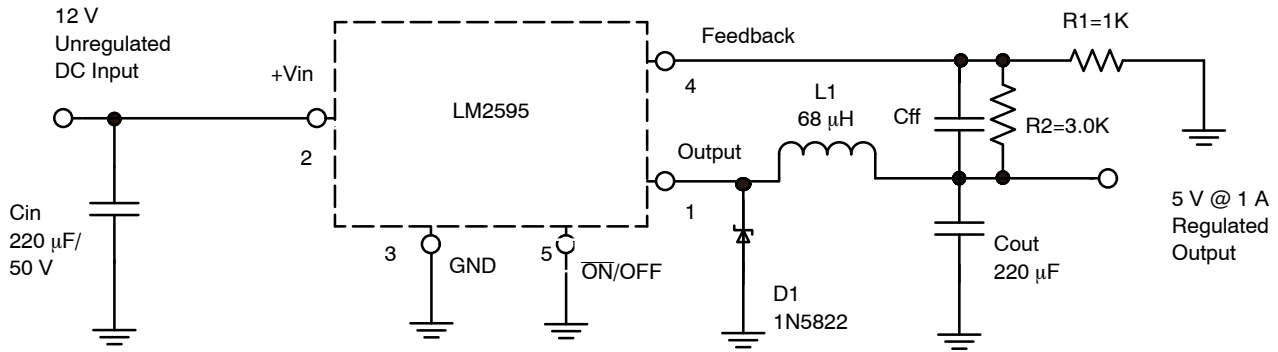 12 V
Unregulated
DC Input
+Vin
2
LM2595
Feedback
4
R1=1K
L1
68 μH
Cff
R2=3.0K
Output
1
5 V @ 1 A
Regulated
Output
Cin
220 μF/
50 V
3
GND
5
ON/OFF
D1
1N5822
Cout
220 μF